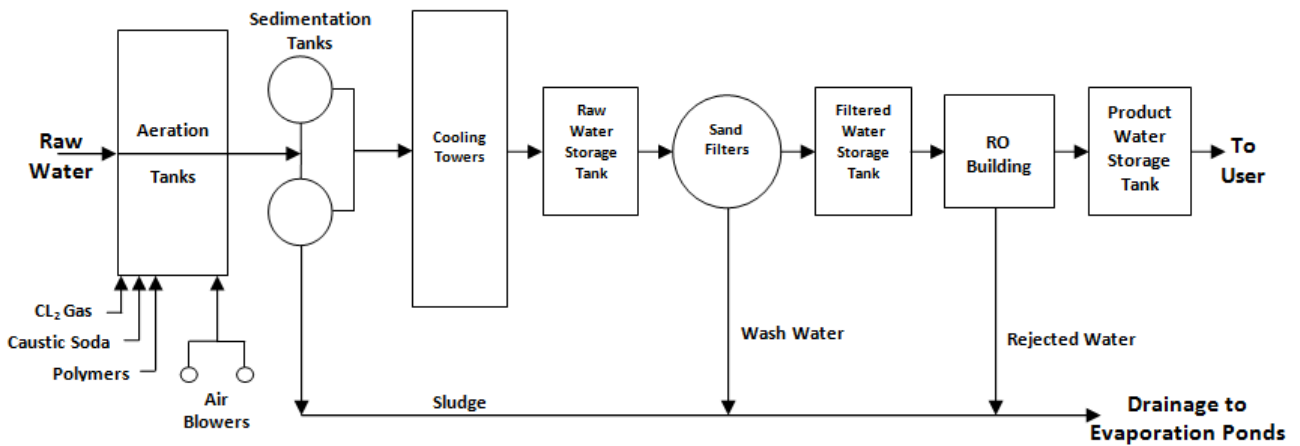 Sedimentation
Tanks
Raw
Water
Aeration
Tanks
Cooling
Towers
Raw
Water
Storage
Tank
Sand
Filters
Filtered
Water
Storage
Tank
RO
Building
Product
Water
Storage
Tank
To
User
CL₂ Gas
Caustic Soda
Polymers
Air
Blowers
Wash Water
Rejected Water
Sludge
Drainage to
Evaporation Ponds